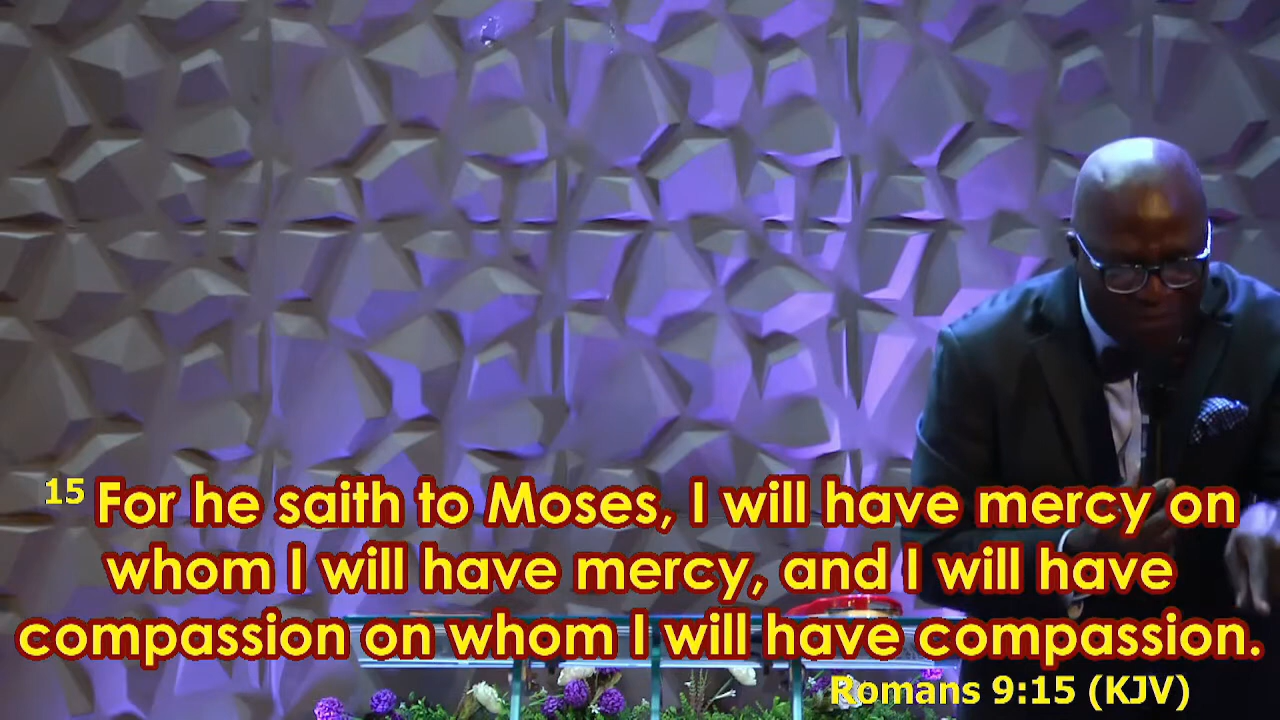 15 For he saith to Moses, I will have mercy on
whom I will have mercy, and I will have
compassion on whom I will have compassion.
Romans 9:15 (KJV)